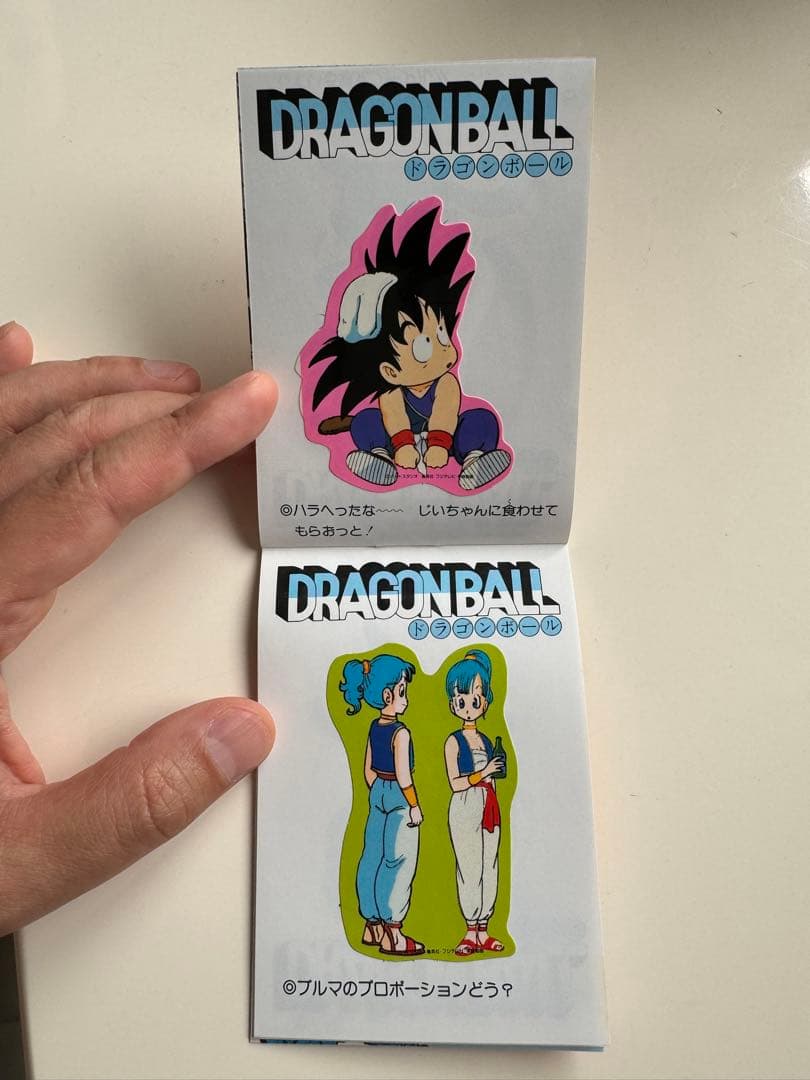 DRAGONBALL
ドラゴンボール
◎ハラへったな〜〜〜 じいちゃんに食わせて
もらおっと!
DRAGONBALL
ドラゴンボール
◎ブルマのプロポーションどう?